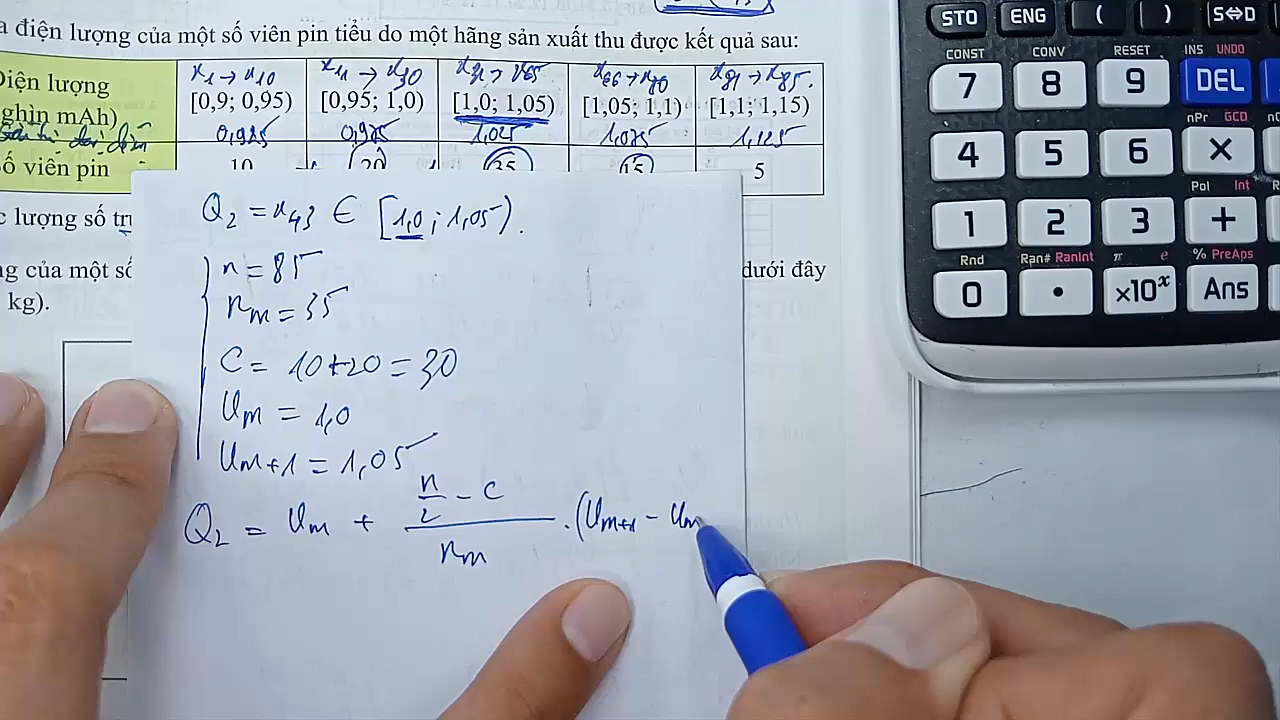 a điện lượng của một số viên pin tiểu do một hãng sản xuất thu được kết quả sau:
x₁ → x₁₀ x₁₁ → x₃₀ x₃₁ → x₆₅ x₆₆ → x₈₀ x₈₁ → x₈₅.
Điện lượng
[0,9; 0,95) [0,95; 1,0) [1,0; 1,05) [1,05; 1,1) [1,1; 1,15)
ghìn mAh)
đại diện 0,925 0,975 1,025 1,075 1,125
ố viên pin 10 20 35 15 5
c lượng số
Q₂ = x₄₃ ∈ [1,0 ; 1,05).
ng của một số
dưới đây
kg).
n = 85
nm = 35
C = 10+20 = 30
Um = 1,0
Um+1 = 1,05
Q₂ = Um + (n/2 - C)/nm . (Um+1 - Um
STO ENG ( ) S⇔D
CONST CONV RESET INS UNDO
7 8 9 DEL
nPr GCD
4 5 6 ×
Pol Int
1 2 3 +
Rnd Ran# RanInt π e % PreAns
0 • ×10ˣ Ans